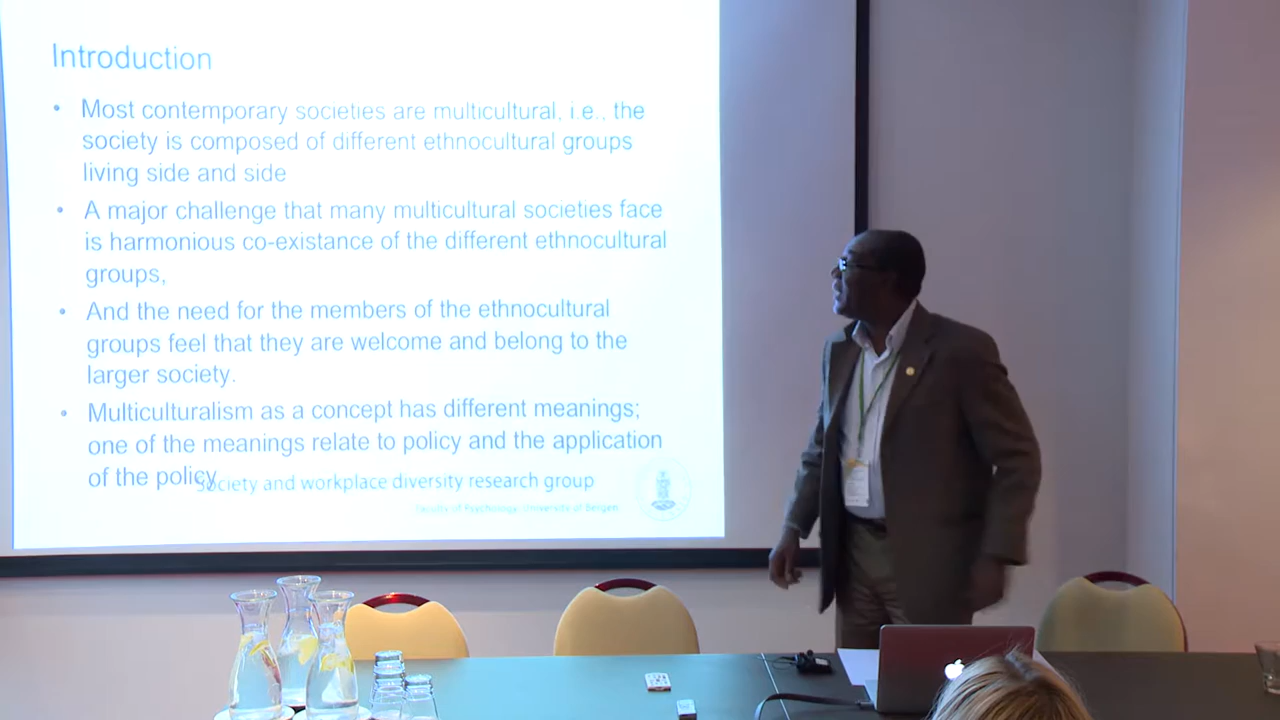 Introduction
• Most contemporary societies are multicultural, i.e., the
society is composed of different ethnocultural groups
living side and side
• A major challenge that many multicultural societies face
is harmonious co-existance of the different ethnocultural
groups,
• And the need for the members of the ethnocultural
groups feel that they are welcome and belong to the
larger society.
• Multiculturalism as a concept has different meanings;
one of the meanings relate to policy and the application
of the policy
Society and workplace diversity research group
Faculty of Psychology, University of Bergen